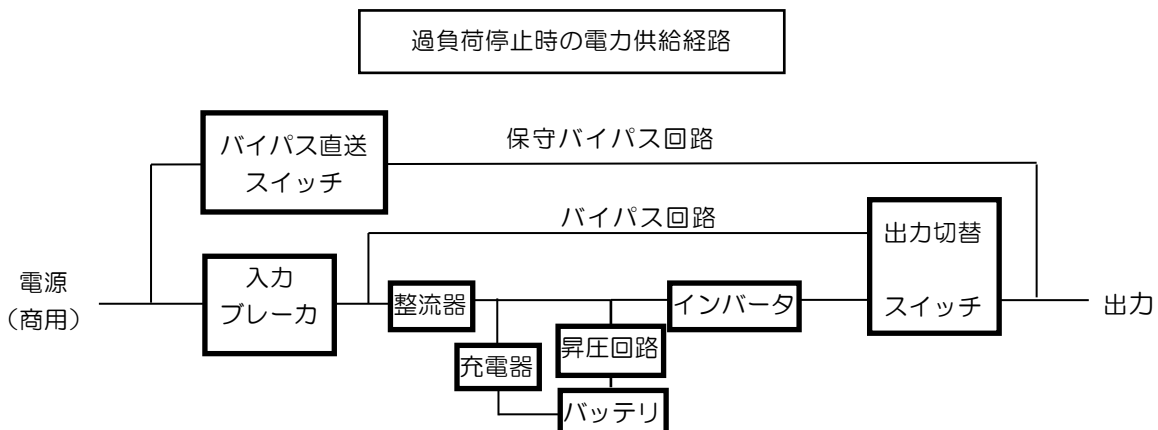 過負荷停止時の電力供給経路
バイパス直送
スイッチ
保守バイパス回路
バイパス回路
出力切替
スイッチ
電源
（商用）
入力
ブレーカ
整流器
インバータ
出力
充電器
昇圧回路
バッテリ